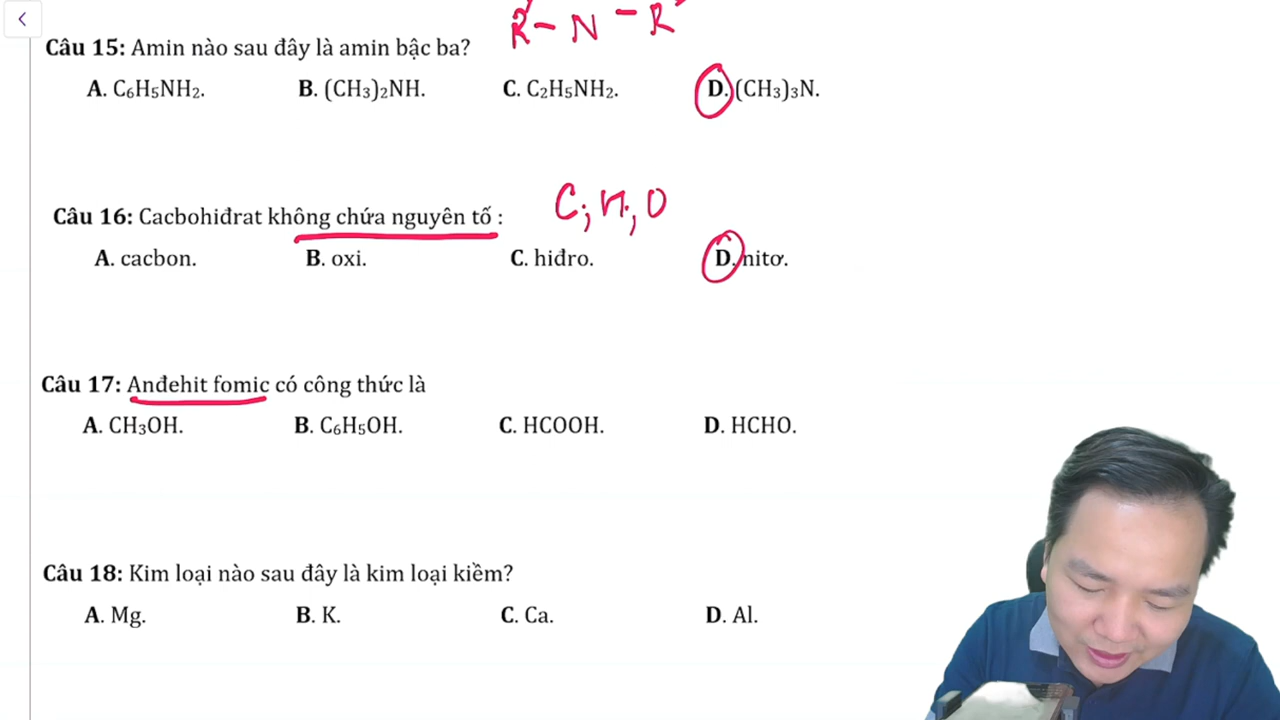 R' – N – R
Câu 15: Amin nào sau đây là amin bậc ba?
A. C₆H₅NH₂. B. (CH₃)₂NH. C. C₂H₅NH₂. D. (CH₃)₃N.
C; H; O
Câu 16: Cacbohiđrat không chứa nguyên tố :
A. cacbon. B. oxi. C. hiđro. D. nitơ.
Câu 17: Anđehit fomic có công thức là
A. CH₃OH. B. C₆H₅OH. C. HCOOH. D. HCHO.
Câu 18: Kim loại nào sau đây là kim loại kiềm?
A. Mg. B. K. C. Ca. D. Al.